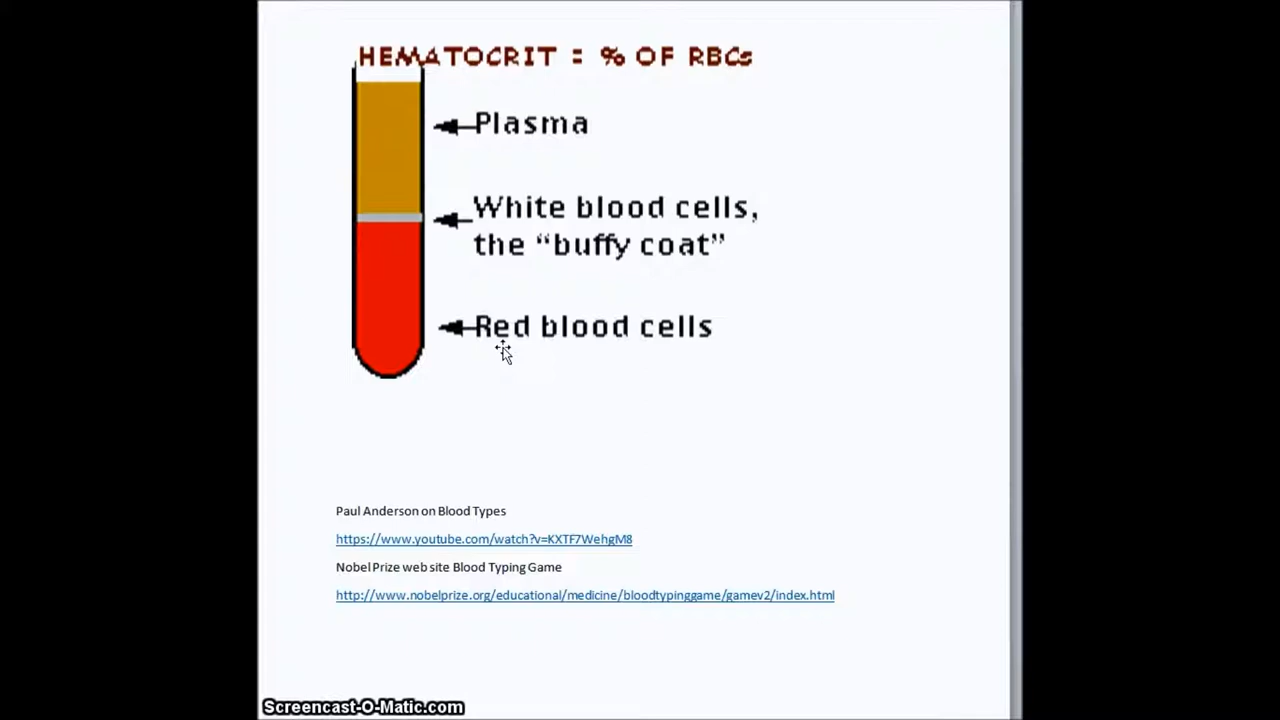 HEMATOCRIT = % OF RBCs
Plasma
White blood cells,
the “buffy coat”
Red blood cells
Paul Anderson on Blood Types
https://www.youtube.com/watch?v=KXTF7WehgM8
Nobel Prize web site Blood Typing Game
http://www.nobelprize.org/educational/medicine/bloodtypinggame/gamev2/index.html
Screencast-O-Matic.com